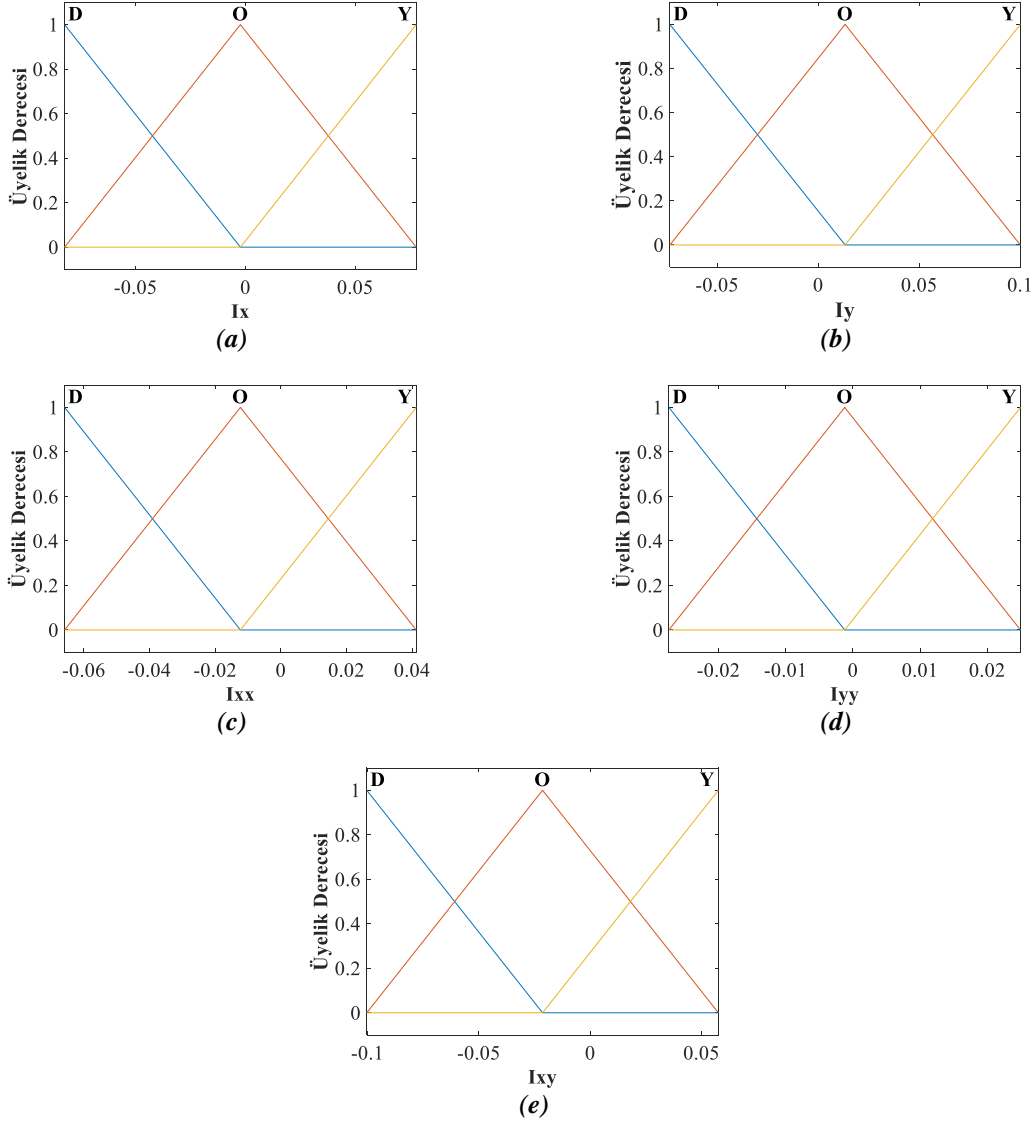 D O Y
1
0.8
0.6
0.4
0.2
0
Üyelik Derecesi
-0.05 0 0.05
Ix
(a)
D O Y
1
0.8
0.6
0.4
0.2
0
Üyelik Derecesi
-0.05 0 0.05 0.1
Iy
(b)
D O Y
1
0.8
0.6
0.4
0.2
0
Üyelik Derecesi
-0.06 -0.04 -0.02 0 0.02 0.04
Ixx
(c)
D O Y
1
0.8
0.6
0.4
0.2
0
Üyelik Derecesi
-0.02 -0.01 0 0.01 0.02
Iyy
(d)
D O Y
1
0.8
0.6
0.4
0.2
0
Üyelik Derecesi
-0.1 -0.05 0 0.05
Ixy
(e)